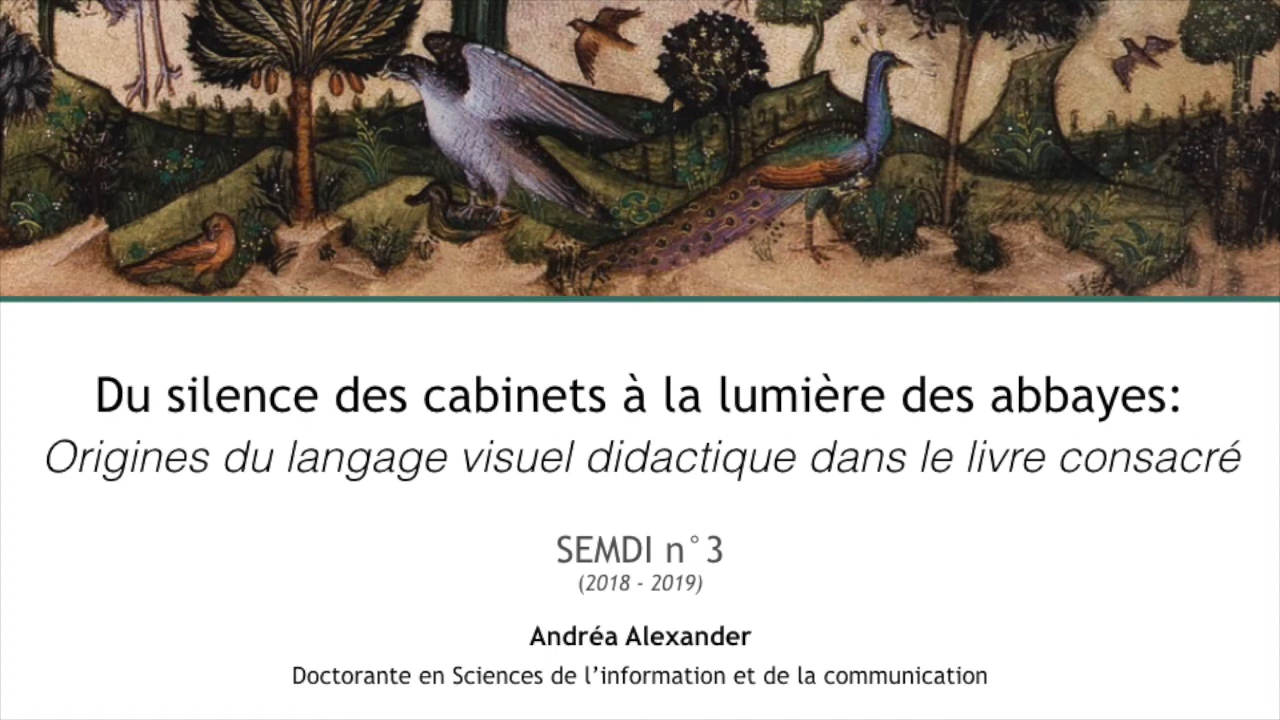 Du silence des cabinets à la lumière des abbayes:
Origines du langage visuel didactique dans le livre consacré
SEMDI n°3
(2018 - 2019)
Andréa Alexander
Doctorante en Sciences de l’information et de la communication